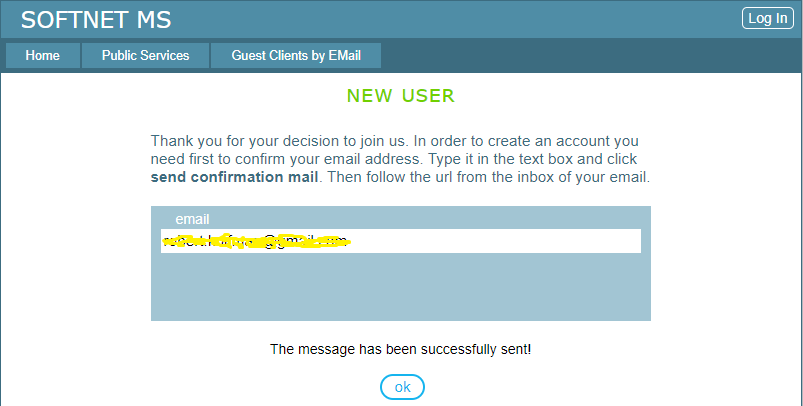 SOFTNET MS
Log In
Home
Public Services
Guest Clients by EMail
NEW USER
Thank you for your decision to join us. In order to create an account you
need first to confirm your email address. Type it in the text box and click
send confirmation mail. Then follow the url from the inbox of your email.
email
The message has been successfully sent!
ok